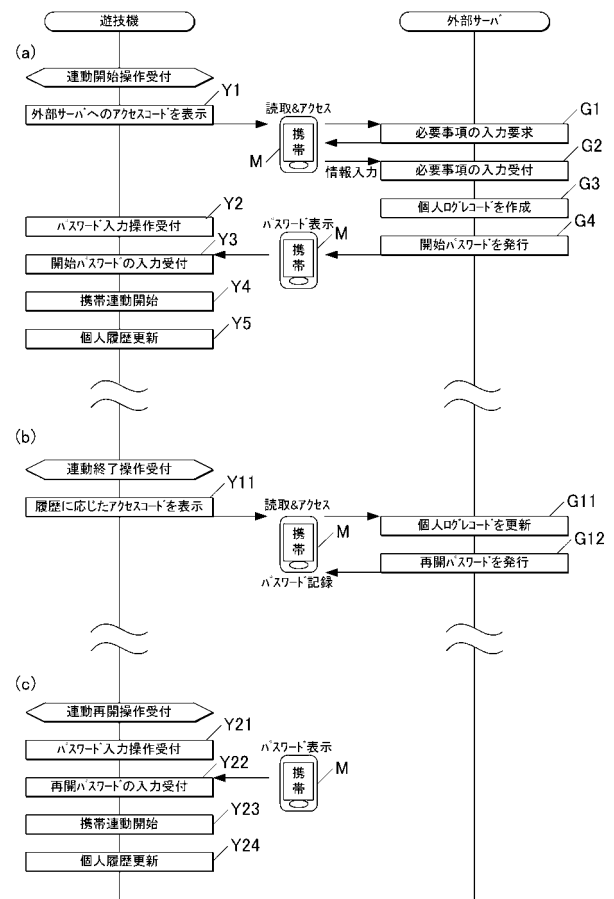 遊技機
外部サーバ
(a)
連動開始操作受付
Y1
外部サーバへのアクセスコードを表示
読取&アクセス
G1
携帯
M
必要事項の入力要求
G2
情報入力
必要事項の入力受付
G3
個人ログレコードを作成
Y2
パスワード入力操作受付
パスワード表示
G4
Y3
携帯
M
開始パスワードの入力受付
開始パスワードを発行
Y4
携帯連動開始
Y5
個人履歴更新
(b)
連動終了操作受付
Y11
履歴に応じたアクセスコードを表示
読取&アクセス
G11
携帯
M
個人ログレコードを更新
G12
再開パスワードを発行
パスワード記録
(c)
連動再開操作受付
Y21
パスワード入力操作受付
パスワード表示
Y22
携帯
M
再開パスワードの入力受付
Y23
携帯連動開始
Y24
個人履歴更新